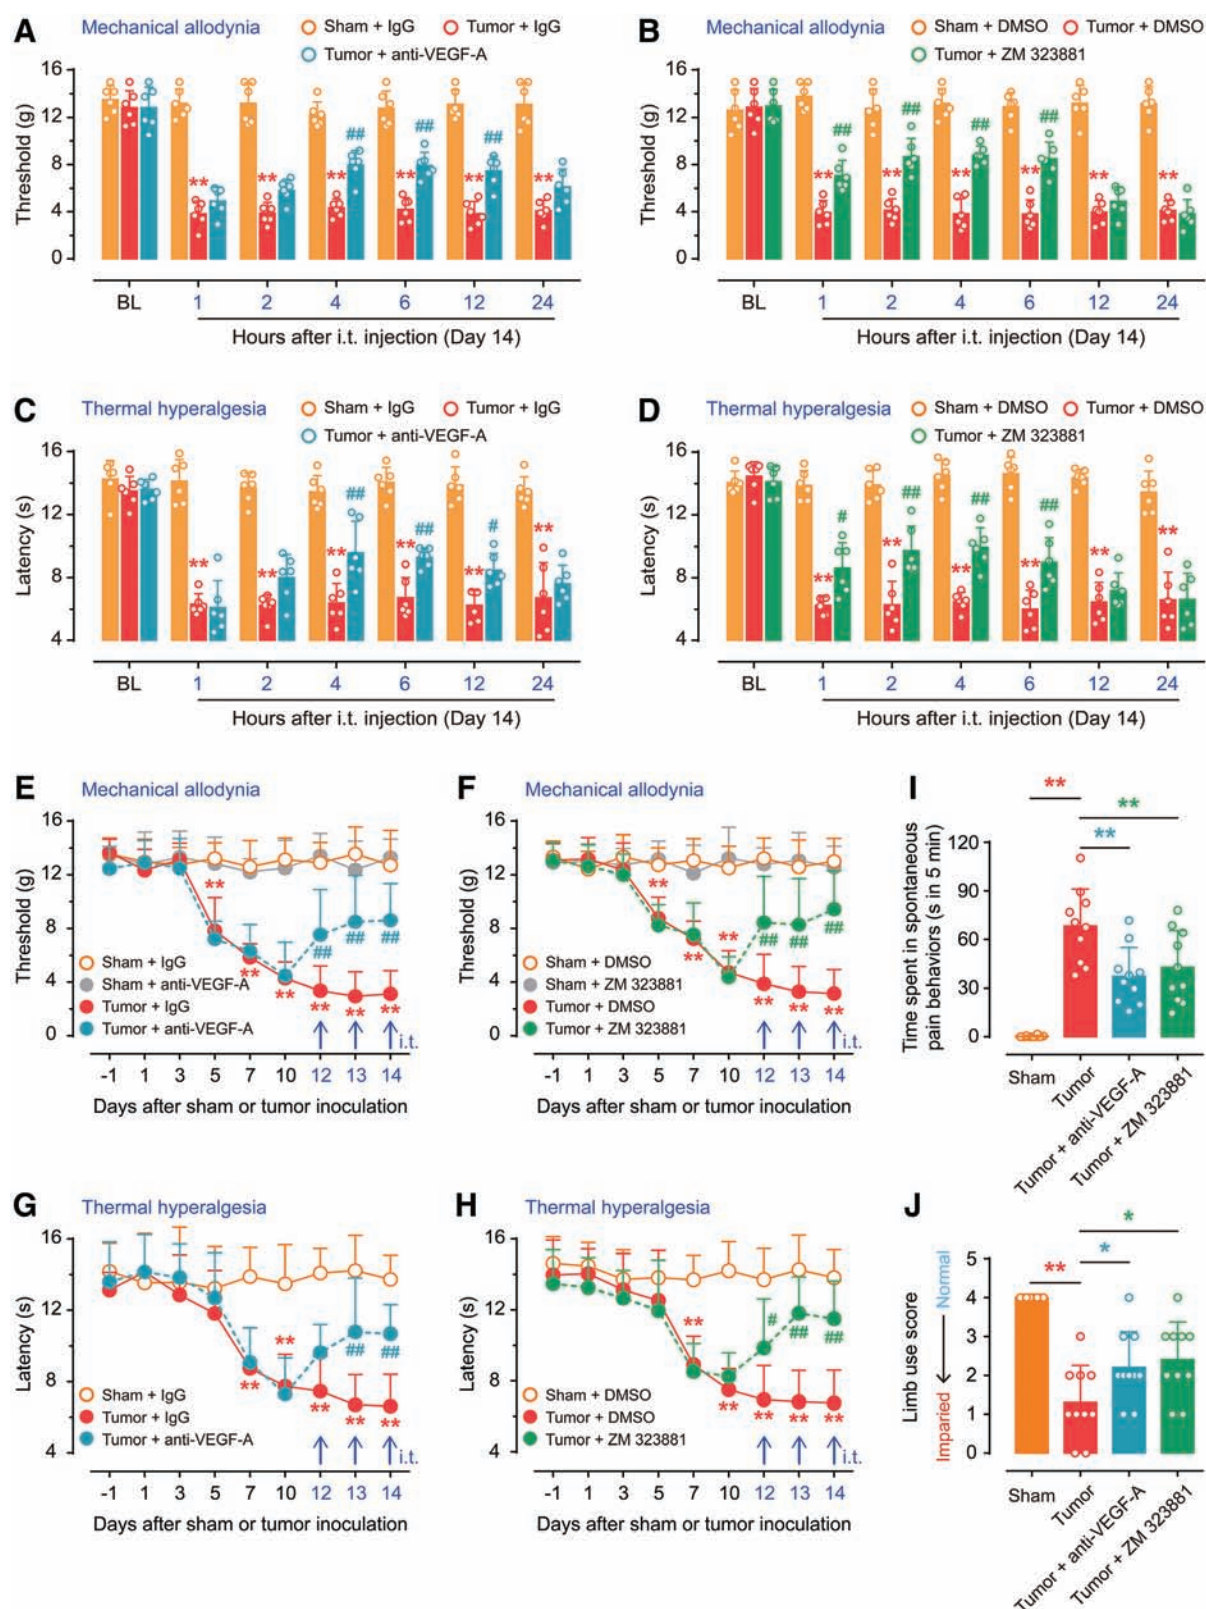 A Mechanical allodynia
Sham + IgG Tumor + IgG
Tumor + anti-VEGF-A
Threshold (g)
16
12
8
4
0
** ** ** ** ** **
## ## ##
BL 1 2 4 6 12 24
Hours after i.t. injection (Day 14)
B Mechanical allodynia
Sham + DMSO Tumor + DMSO
Tumor + ZM 323881
Threshold (g)
16
12
8
4
0
** ** ** ** ** **
## ## ## ##
BL 1 2 4 6 12 24
Hours after i.t. injection (Day 14)
C Thermal hyperalgesia
Sham + IgG Tumor + IgG
Tumor + anti-VEGF-A
Latency (s)
16
12
8
4
** ** ** ** ** **
## ## #
BL 1 2 4 6 12 24
Hours after i.t. injection (Day 14)
D Thermal hyperalgesia
Sham + DMSO Tumor + DMSO
Tumor + ZM 323881
Latency (s)
16
12
8
4
** ** ** ** ** **
# ## ## ##
BL 1 2 4 6 12 24
Hours after i.t. injection (Day 14)
E Mechanical allodynia
Threshold (g)
16
12
8
4
0
** ** ** ** ** **
## ## ##
Sham + IgG
Sham + anti-VEGF-A
Tumor + IgG
Tumor + anti-VEGF-A
i.t.
-1 1 3 5 7 10 12 13 14
Days after sham or tumor inoculation
F Mechanical allodynia
Threshold (g)
16
12
8
4
0
** ** ** ** ** **
## ## ##
Sham + DMSO
Sham + ZM 323881
Tumor + DMSO
Tumor + ZM 323881
i.t.
-1 1 3 5 7 10 12 13 14
Days after sham or tumor inoculation
I
Time spent in spontaneous
pain behaviors (s in 5 min)
120
90
60
30
0
** ** **
Sham
Tumor
Tumor + anti-VEGF-A
Tumor + ZM 323881
G Thermal hyperalgesia
Latency (s)
16
12
8
4
** ** ** ** **
## ##
Sham + IgG
Tumor + IgG
Tumor + anti-VEGF-A
i.t.
-1 1 3 5 7 10 12 13 14
Days after sham or tumor inoculation
H Thermal hyperalgesia
Latency (s)
16
12
8
4
** ** ** ** **
# ## ##
Sham + DMSO
Tumor + DMSO
Tumor + ZM 323881
i.t.
-1 1 3 5 7 10 12 13 14
Days after sham or tumor inoculation
J
Limb use score
Imparied Normal
5
4
3
2
1
0
** * *
Sham
Tumor
Tumor + anti-VEGF-A
Tumor + ZM 323881